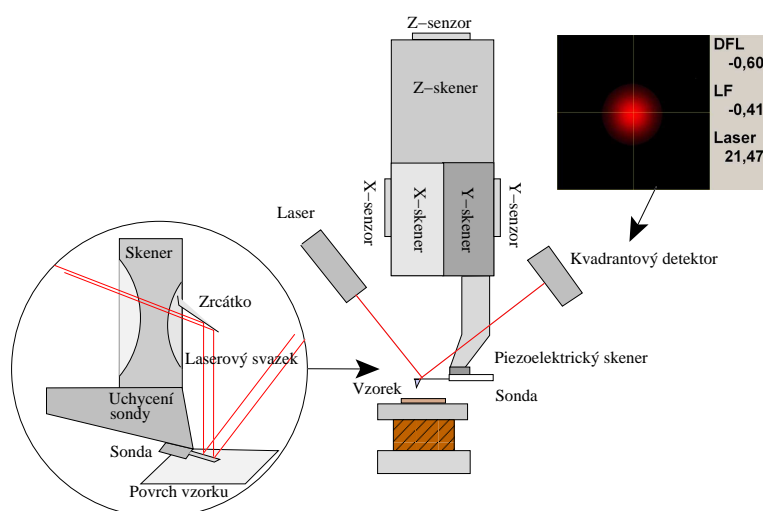 Z−senzor
Z−skener
X−senzor
X−skener
Y−skener
Y−senzor
DFL
-0,60
LF
-0,41
Laser
21,47
Laser
Kvadrantový detektor
Skener
Zrcátko
Laserový svazek
Piezoelektrický skener
Vzorek
Sonda
Uchycení
sondy
Sonda
Povrch vzorku